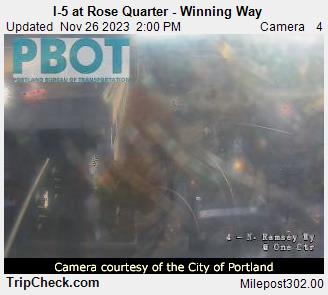 I-5 at Rose Quarter - Winning Way
Updated Nov 26 2023 2:00 PM Camera 4
PBOT
PORTLAND BUREAU OF TRANSPORTATION
4 - N. Ramsey Wy
@ One Ctr
Camera courtesy of the City of Portland
TripCheck.com Milepost302.00